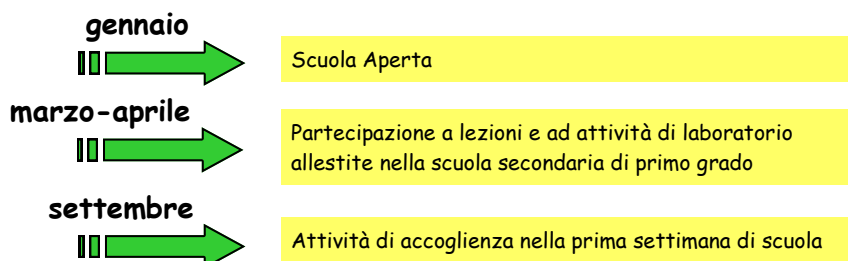 gennaio
Scuola Aperta
marzo-aprile
Partecipazione a lezioni e ad attività di laboratorio
allestite nella scuola secondaria di primo grado
settembre
Attività di accoglienza nella prima settimana di scuola